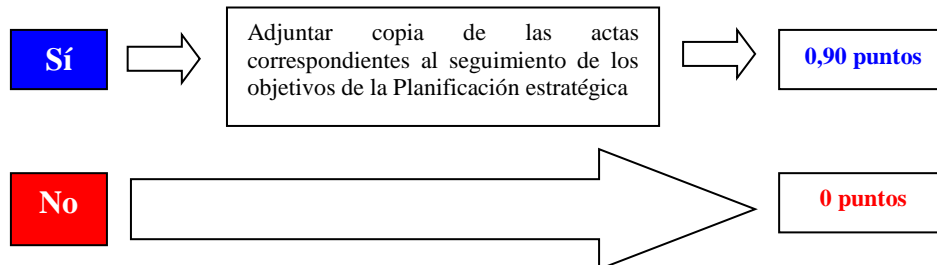 Sí
Adjuntar copia de las actas
correspondientes al seguimiento de los
objetivos de la Planificación estratégica
0,90 puntos
No
0 puntos